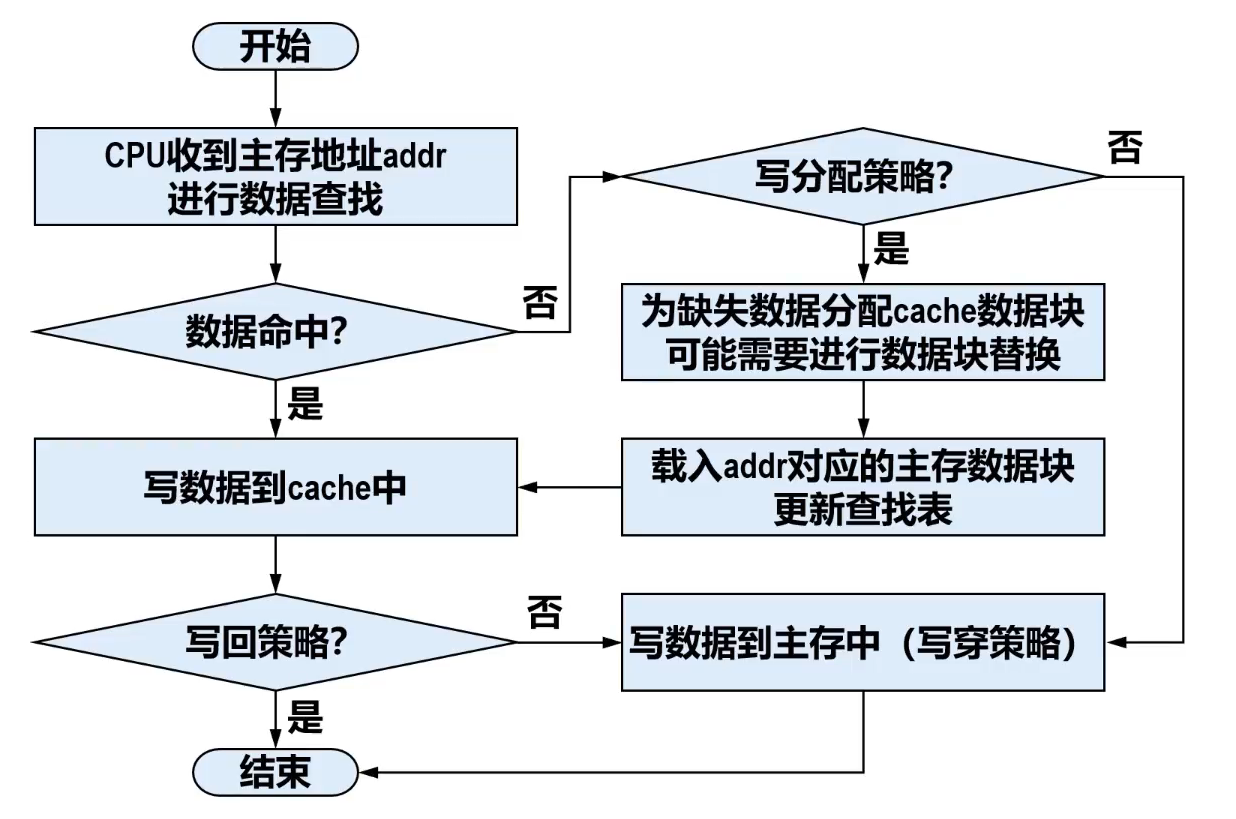 开始
CPU收到主存地址addr
进行数据查找
数据命中？
否
是
写分配策略？
否
是
为缺失数据分配cache数据块
可能需要进行数据块替换
载入addr对应的主存数据块
更新查找表
写数据到cache中
写回策略？
否
是
写数据到主存中（写穿策略）
结束